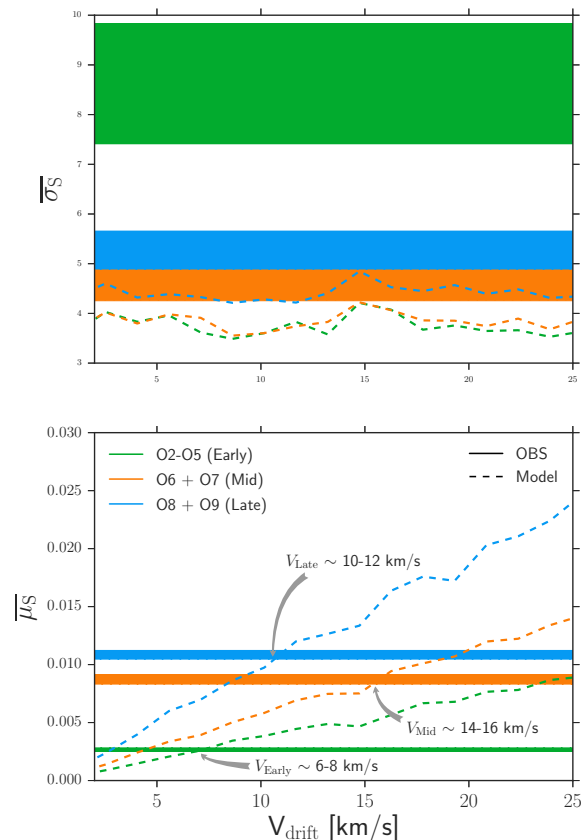 10
9
8
7
6
5
4
3
σ̅S
5
10
15
20
25
0.030
0.025
0.020
0.015
0.010
0.005
0.000
μ̅S
O2-O5 (Early)
O6 + O7 (Mid)
O8 + O9 (Late)
OBS
Model
VLate ∼ 10-12 km/s
VMid ∼ 14-16 km/s
VEarly ∼ 6-8 km/s
5
10
15
20
25
Vdrift [km/s]